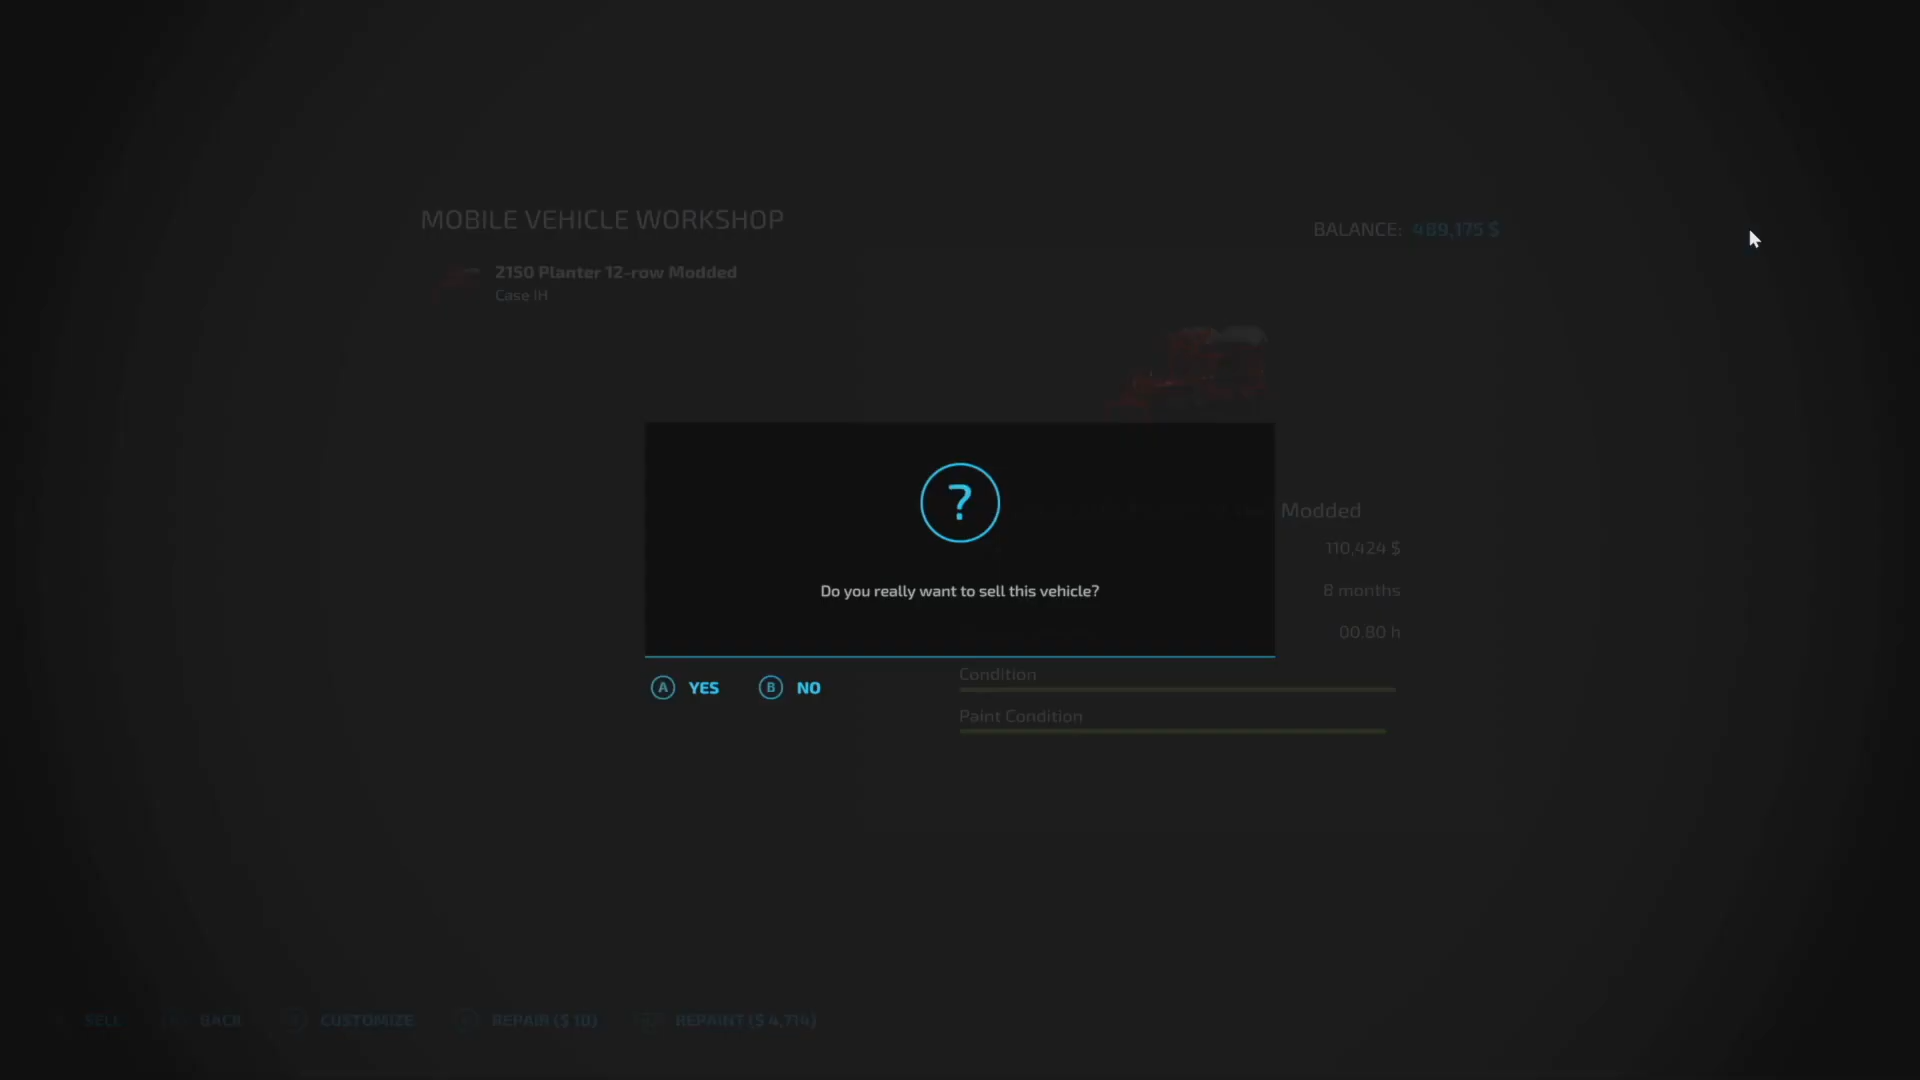 MOBILE VEHICLE WORKSHOP
BALANCE: 489,175 $
2150 Planter 12-row Modded
Case IH
?
Modded
110,424 $
Do you really want to sell this vehicle?
8 months
00.80 h
Condition
A YES B NO
Paint Condition
SELL BACK CUSTOMIZE REPAIR ($ 10) REPAINT ($ 4,714)